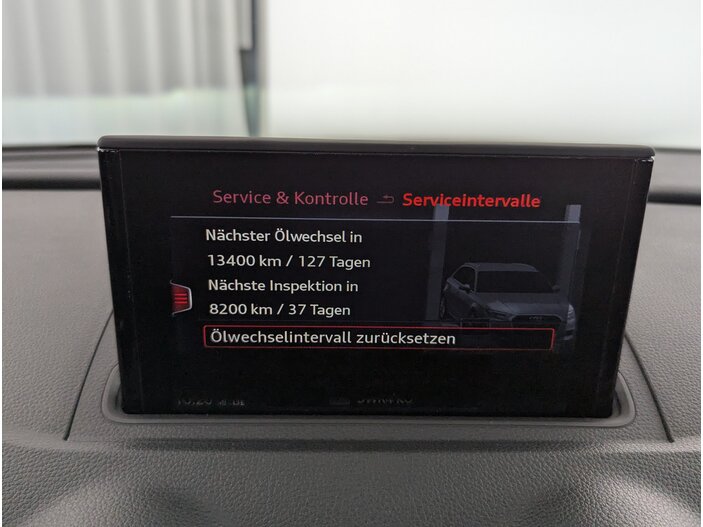 Service & Kontrolle Serviceintervalle
Nächster Ölwechsel in
13400 km / 127 Tagen
Nächste Inspektion in
8200 km / 37 Tagen
Ölwechselintervall zurücksetzen